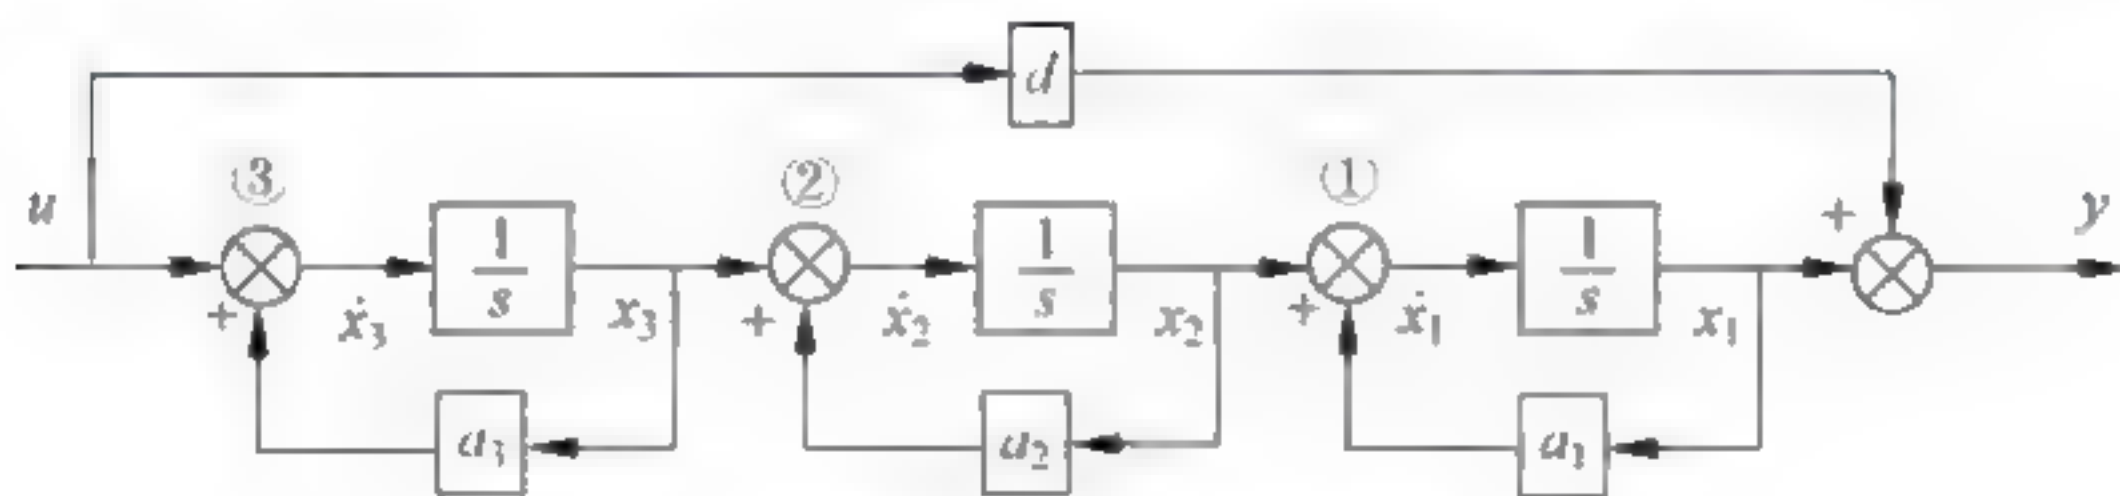 d
③ ② ①
u + y
1/s 1/s 1/s
+ ẋ₃ x₃ + ẋ₂ x₂ + ẋ₁ x₁
a₃ a₂ a₁